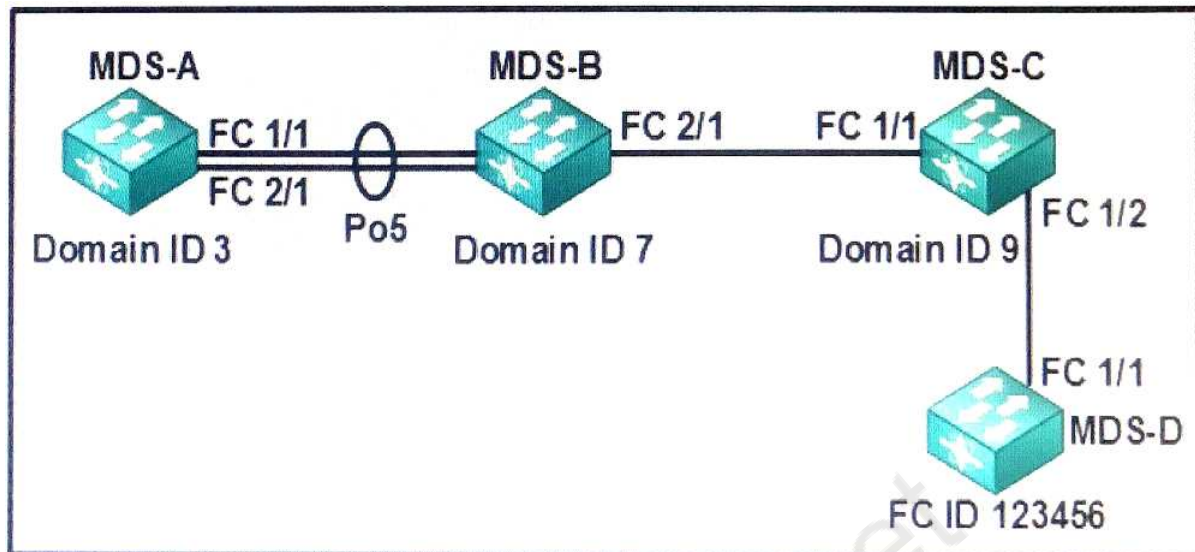 MDS-A
MDS-B
MDS-C
FC 1/1
FC 2/1
FC 1/1
FC 2/1
Po5
FC 1/2
Domain ID 3
Domain ID 7
Domain ID 9
FC 1/1
MDS-D
FC ID 123456
et